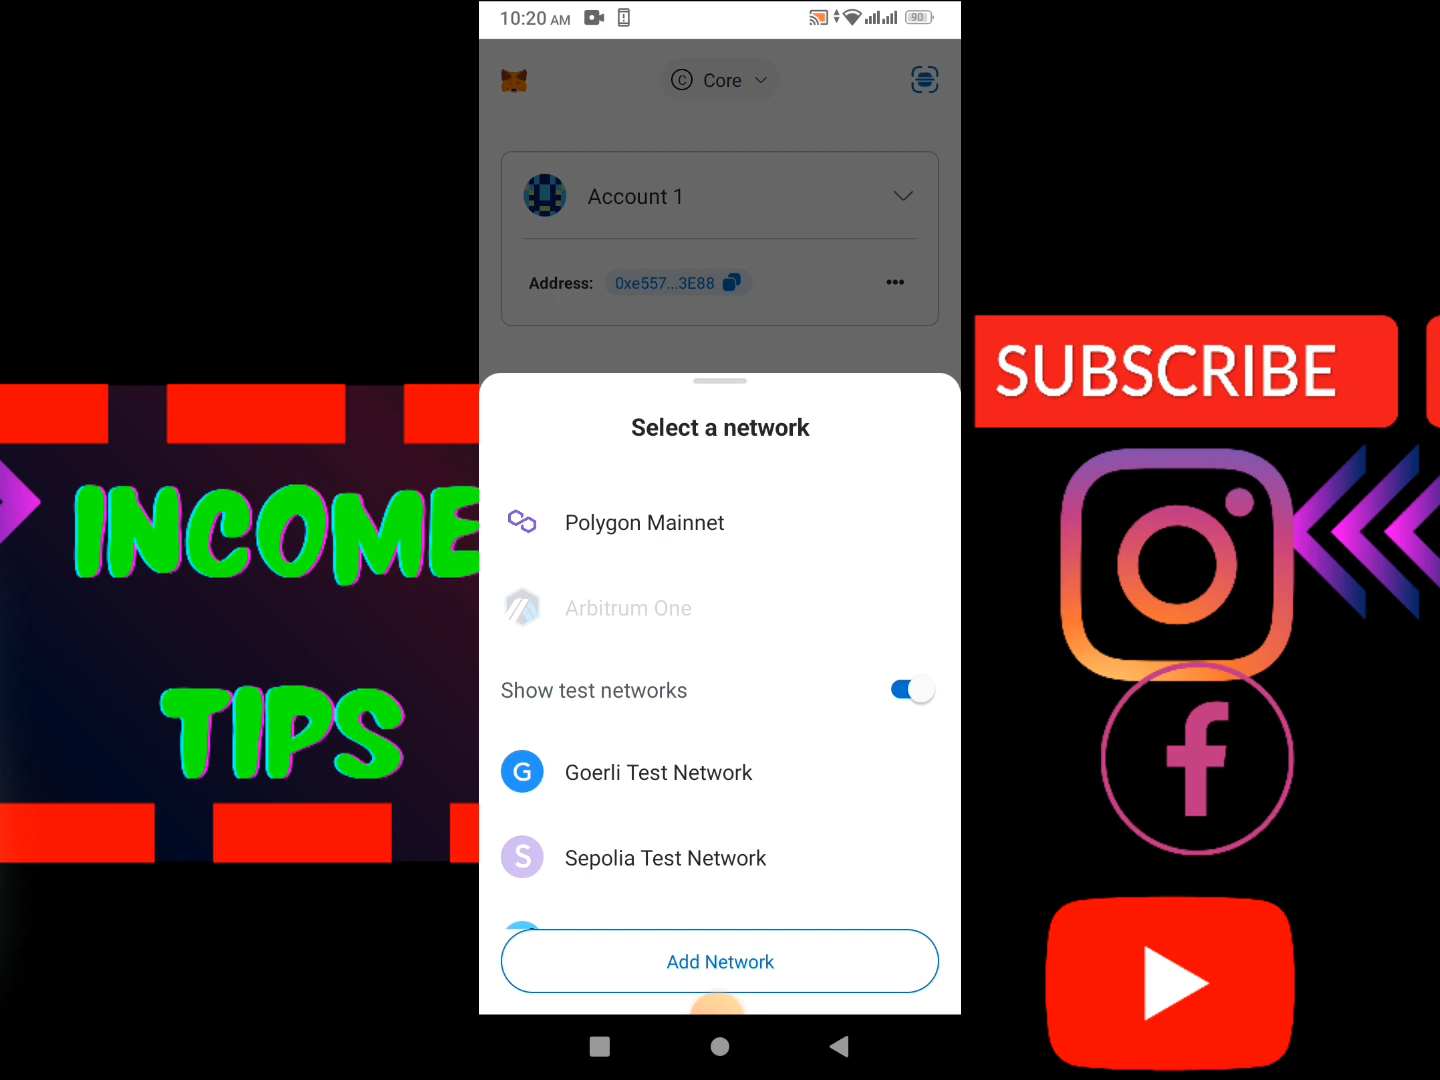 10:20 AM
90
C Core
Account 1
Address: 0xe557...3E88
Select a network
Polygon Mainnet
Arbitrum One
Show test networks
G Goerli Test Network
S Sepolia Test Network
Add Network
INCOME
TIPS
SUBSCRIBE
f